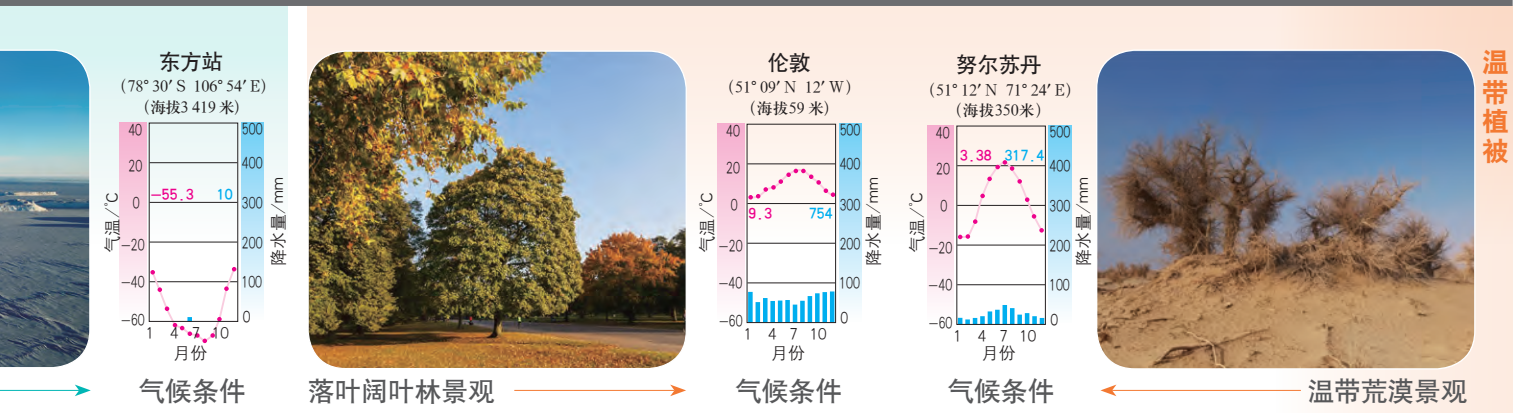 东方站
(78°30′S 106°54′E)
(海拔3 419 米)
40
20
0
−20
−40
−60
气温/℃
500
400
300
200
100
0
降水量/mm
−55.3 10
1 4 7 10
月份
气候条件
落叶阔叶林景观
伦敦
(51°09′N 12′W)
(海拔59 米)
40
20
0
−20
−40
−60
气温/℃
500
400
300
200
100
0
降水量/mm
9.3 754
1 4 7 10
月份
气候条件
努尔苏丹
(51°12′N 71°24′E)
(海拔350米)
40
20
0
−20
−40
−60
气温/℃
500
400
300
200
100
0
降水量/mm
3.38 317.4
1 4 7 10
月份
气候条件
温带荒漠景观
温带植被